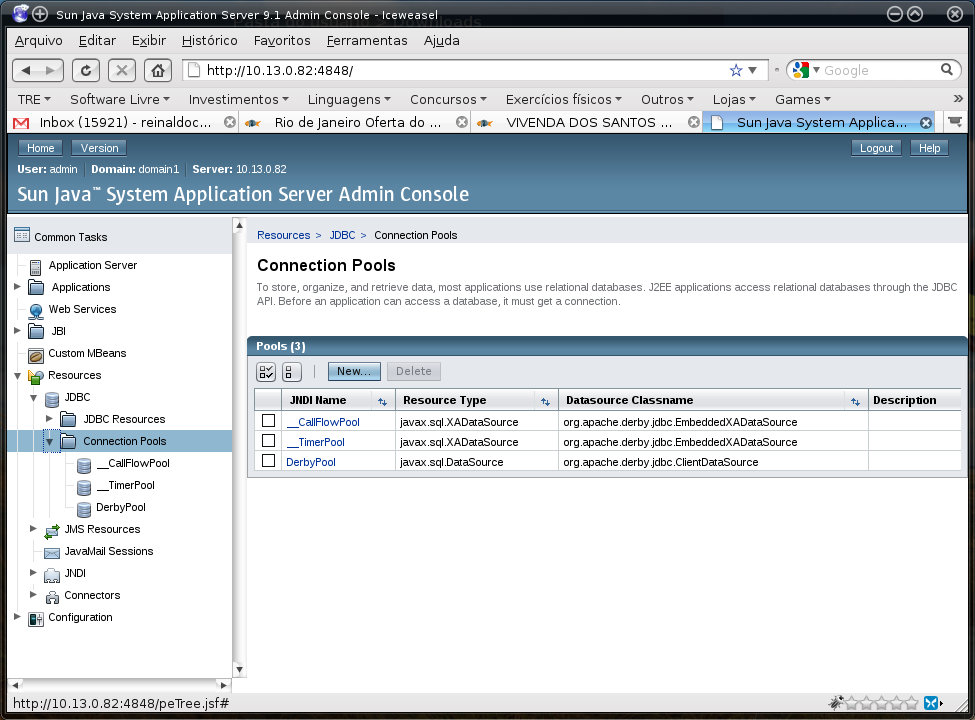 Sun Java System Application Server 9.1 Admin Console - Iceweasel
Arquivo Editar Exibir Histórico Favoritos Ferramentas Ajuda
http://10.13.0.82:4848/ Google
TRE Software Livre Investimentos Linguagens Concursos Exercícios físicos Outros Lojas Games »
Inbox (15921) - reinaldoc... Rio de Janeiro Oferta do ... VIVENDA DOS SANTOS ... Sun Java System Applica...
Home Version Logout Help
User: admin Domain: domain1 Server: 10.13.0.82
Sun Java™ System Application Server Admin Console
Common Tasks
Application Server
Applications
Web Services
JBI
Custom MBeans
Resources
JDBC
JDBC Resources
Connection Pools
__CallFlowPool
__TimerPool
DerbyPool
JMS Resources
JavaMail Sessions
JNDI
Connectors
Configuration
Resources > JDBC > Connection Pools
Connection Pools
To store, organize, and retrieve data, most applications use relational databases. J2EE applications access relational databases through the JDBC
API. Before an application can access a database, it must get a connection.
Pools (3)
New... Delete
JNDI Name Resource Type Datasource Classname Description
__CallFlowPool javax.sql.XADataSource org.apache.derby.jdbc.EmbeddedXADataSource
__TimerPool javax.sql.XADataSource org.apache.derby.jdbc.EmbeddedXADataSource
DerbyPool javax.sql.DataSource org.apache.derby.jdbc.ClientDataSource
http://10.13.0.82:4848/peTree.jsf#